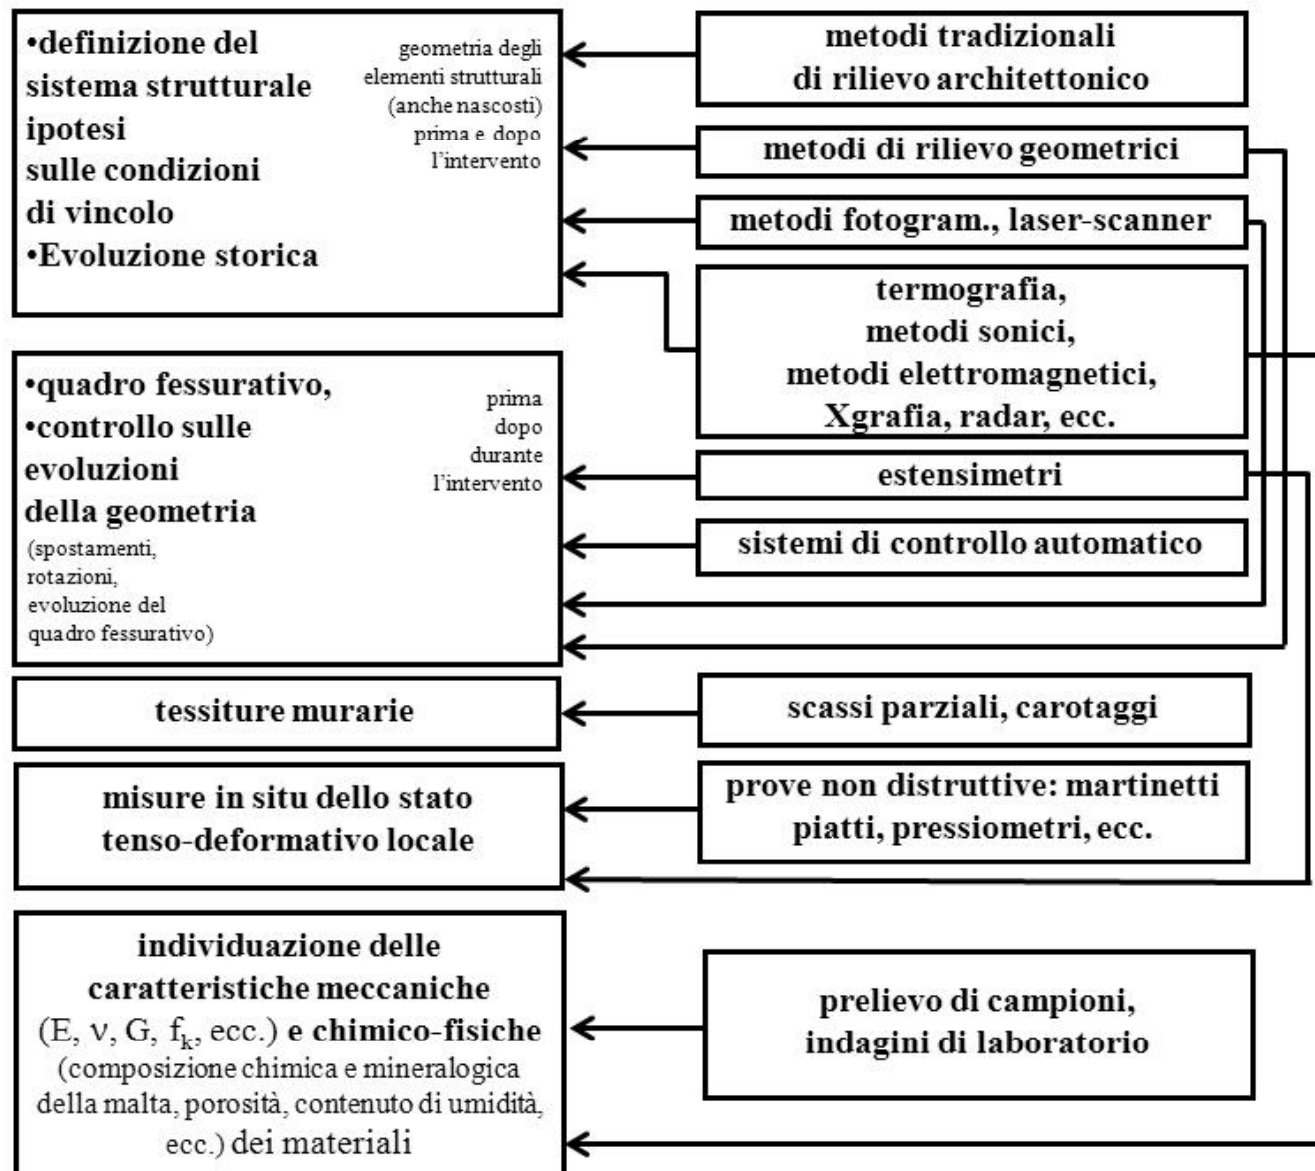 •definizione del
sistema strutturale
ipotesi
sulle condizioni
di vincolo
•Evoluzione storica
geometria degli
elementi strutturali
(anche nascosti)
prima e dopo
l’intervento
metodi tradizionali
di rilievo architettonico
metodi di rilievo geometrici
metodi fotogram., laser-scanner
termografia,
metodi sonici,
metodi elettromagnetici,
Xgrafia, radar, ecc.
•quadro fessurativo,
•controllo sulle
evoluzioni
della geometria
(spostamenti,
rotazioni,
evoluzione del
quadro fessurativo)
prima
dopo
durante
l’intervento
estensimetri
sistemi di controllo automatico
tessiture murarie
scassi parziali, carotaggi
misure in situ dello stato
tenso-deformativo locale
prove non distruttive: martinetti
piatti, pressiometri, ecc.
individuazione delle
caratteristiche meccaniche
(E, ν, G, fk, ecc.) e chimico-fisiche
(composizione chimica e mineralogica
della malta, porosità, contenuto di umidità,
ecc.) dei materiali
prelievo di campioni,
indagini di laboratorio